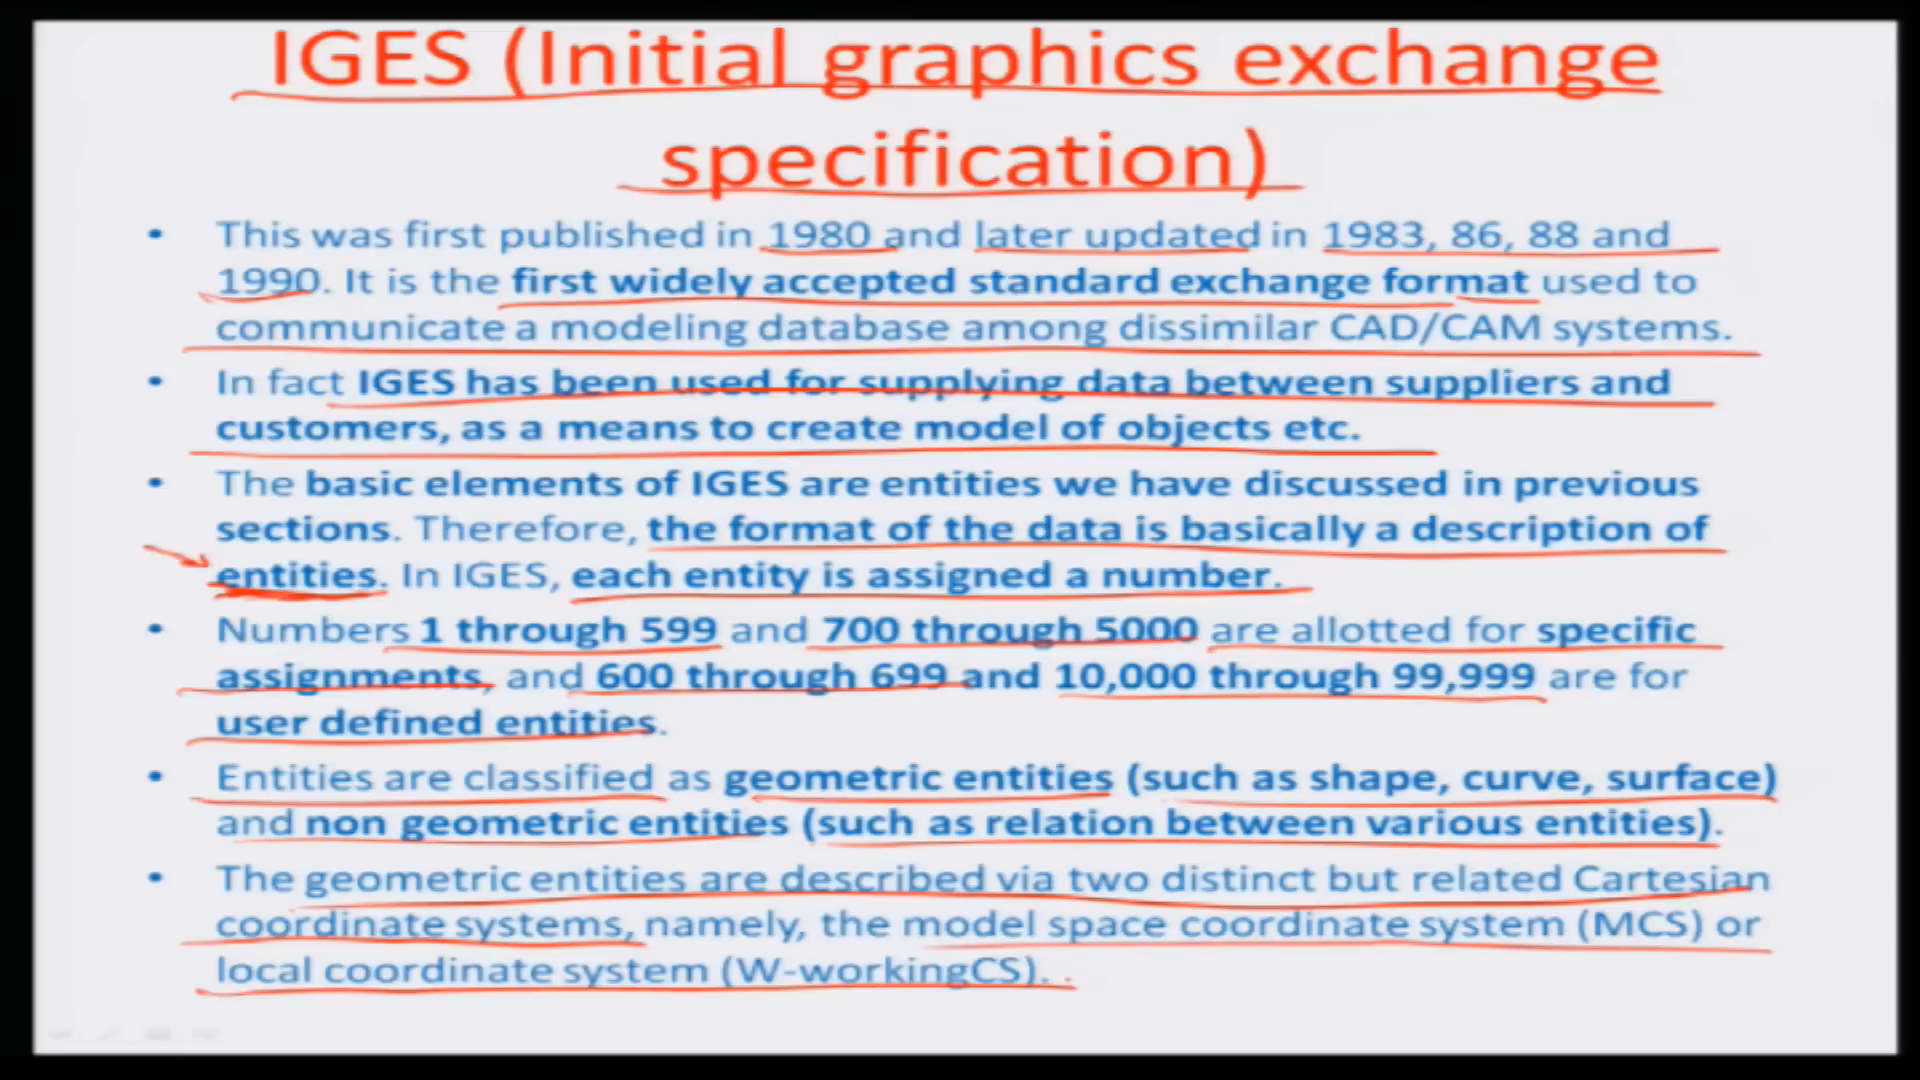 IGES (Initial graphics exchange
specification)
• This was first published in 1980 and later updated in 1983, 86, 88 and
1990. It is the first widely accepted standard exchange format used to
communicate a modeling database among dissimilar CAD/CAM systems.
• In fact IGES has been used for supplying data between suppliers and
customers, as a means to create model of objects etc.
• The basic elements of IGES are entities we have discussed in previous
sections. Therefore, the format of the data is basically a description of
entities. In IGES, each entity is assigned a number.
• Numbers 1 through 599 and 700 through 5000 are allotted for specific
assignments, and 600 through 699 and 10,000 through 99,999 are for
user defined entities.
• Entities are classified as geometric entities (such as shape, curve, surface)
and non geometric entities (such as relation between various entities).
• The geometric entities are described via two distinct but related Cartesian
coordinate systems, namely, the model space coordinate system (MCS) or
local coordinate system (W-workingCS). .